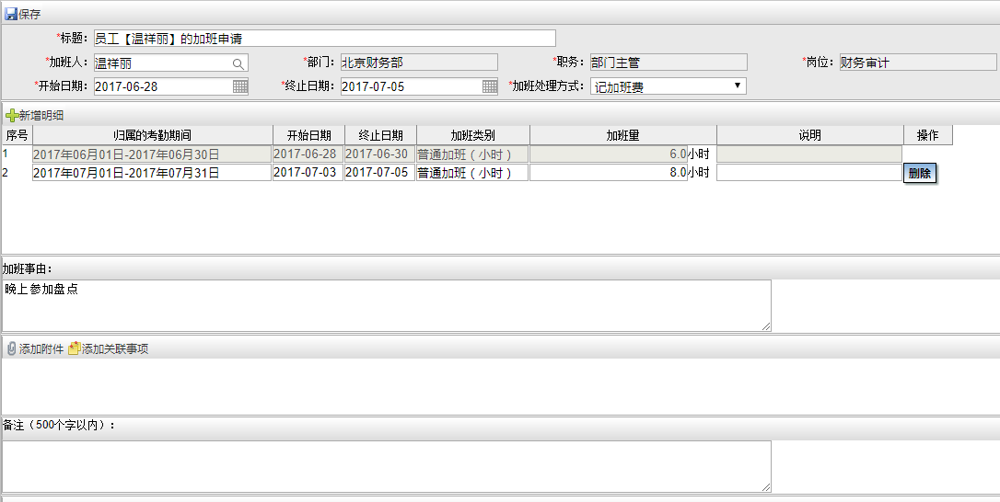 保存
*标题： 员工【温祥丽】的加班申请
*加班人： 温祥丽 *部门： 北京财务部 *职务： 部门主管 *岗位： 财务审计
*开始日期： 2017-06-28 *终止日期： 2017-07-05 *加班处理方式： 记加班费
新增明细
序号 归属的考勤期间 开始日期 终止日期 加班类别 加班量 说明 操作
1 2017年06月01日-2017年06月30日 2017-06-28 2017-06-30 普通加班（小时） 6.0小时
2 2017年07月01日-2017年07月31日 2017-07-03 2017-07-05 普通加班（小时） 8.0小时 删除
加班事由：
晚上参加盘点
添加附件 添加关联事项
备注（500个字以内）：